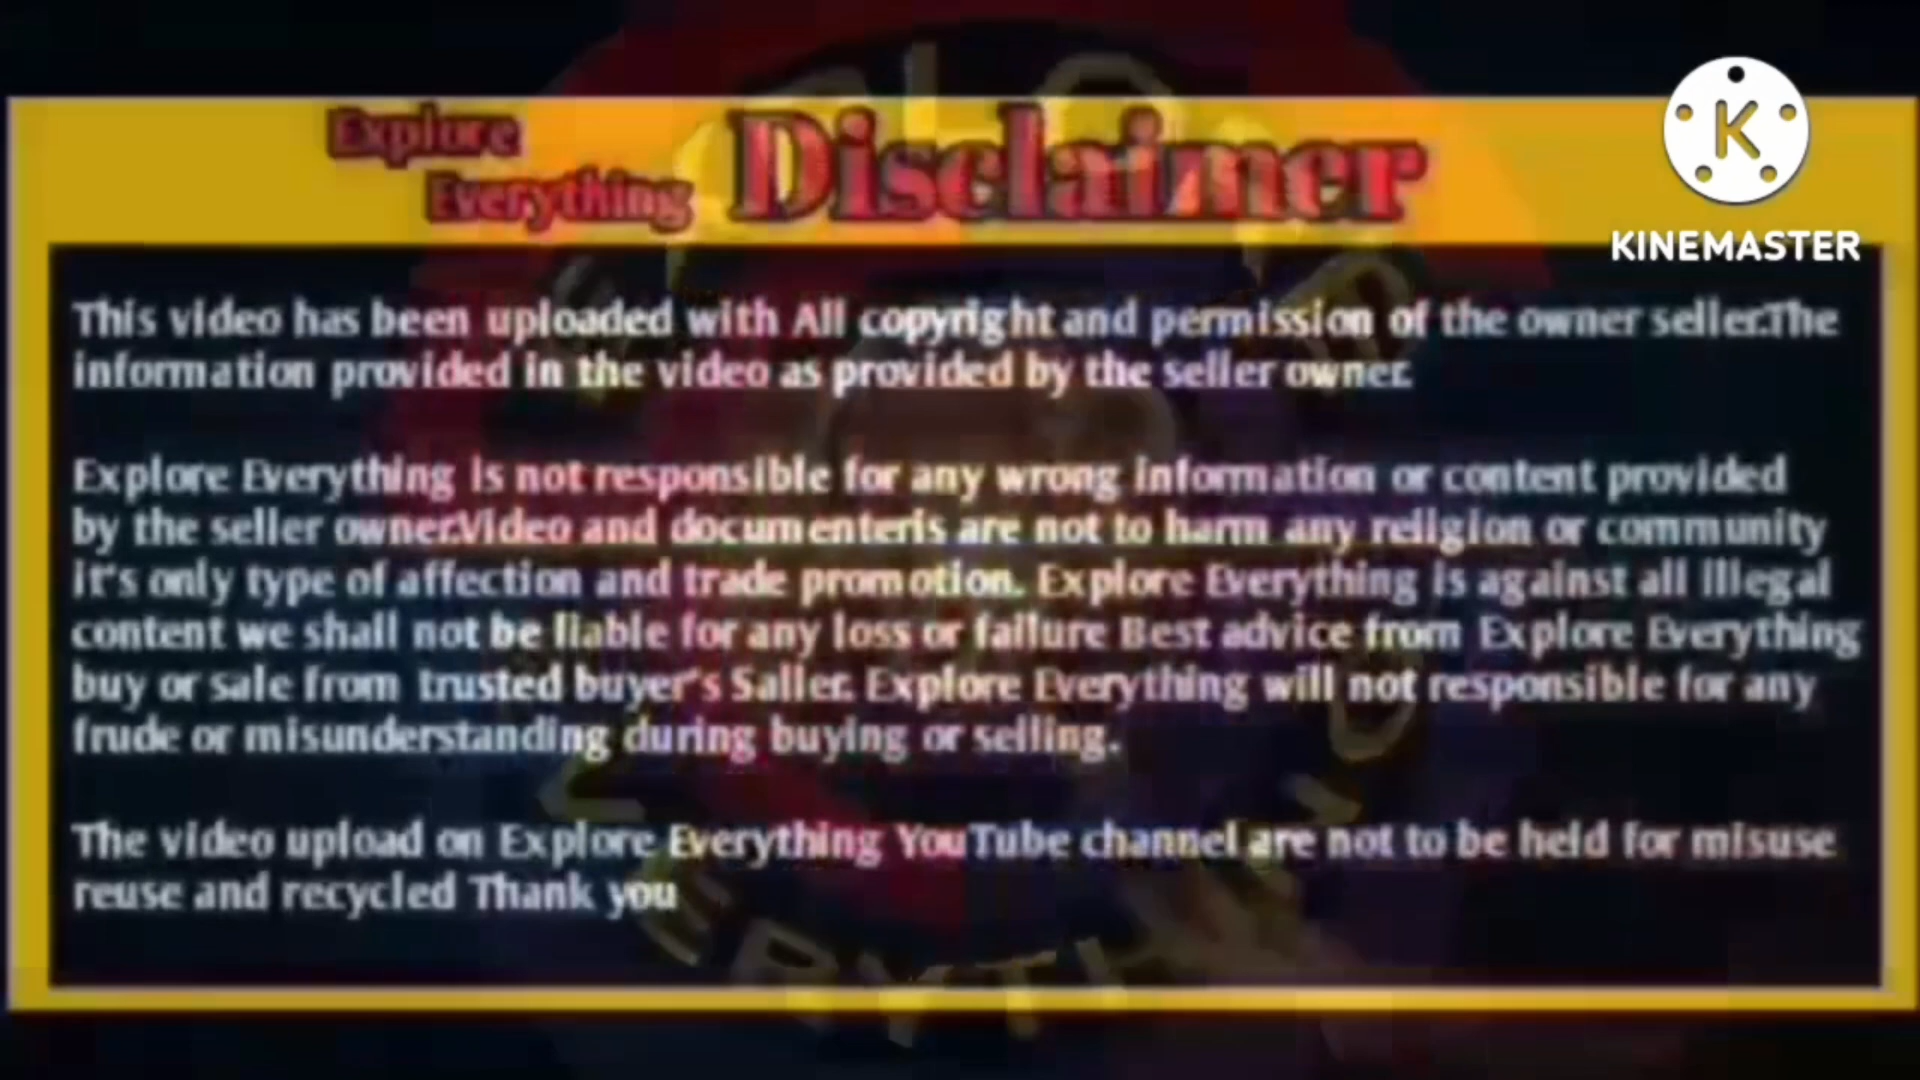 Explore
Everything
Disclaimer
KINEMASTER
This video has been uploaded with All copyright and permission of the owner seller.The
information provided in the video as provided by the seller owner.
Explore Everything is not responsible for any wrong information or content provided
by the seller owner.Video and documenteris are not to harm any religion or community
it's only type of affection and trade promotion. Explore Everything is against all illegal
content we shall not be liable for any loss or failure Best advice from Explore Everything
buy or sale from trusted buyer's Saller. Explore Everything will not responsible for any
frude or misunderstanding during buying or selling.
The video upload on Explore Everything YouTube channel are not to be held for misuse
reuse and recycled Thank you